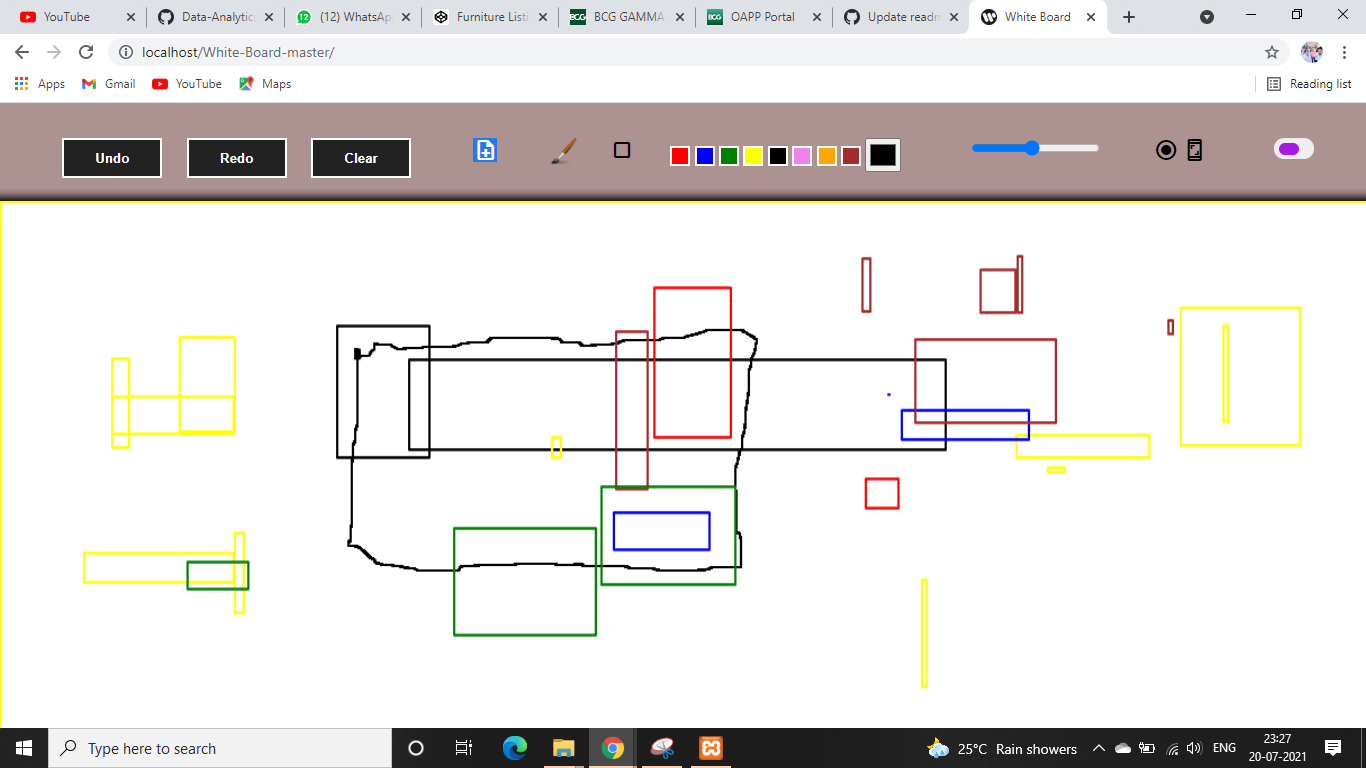 YouTube
Data-Analytic
(12) WhatsAp
Furniture Listi
BCG BCG GAMMA
BCG OAPP Portal
Update readm
White Board
localhost/White-Board-master/
Apps Gmail YouTube Maps Reading list
Undo Redo Clear
Type here to search
25°C Rain showers
ENG
23:27
20-07-2021